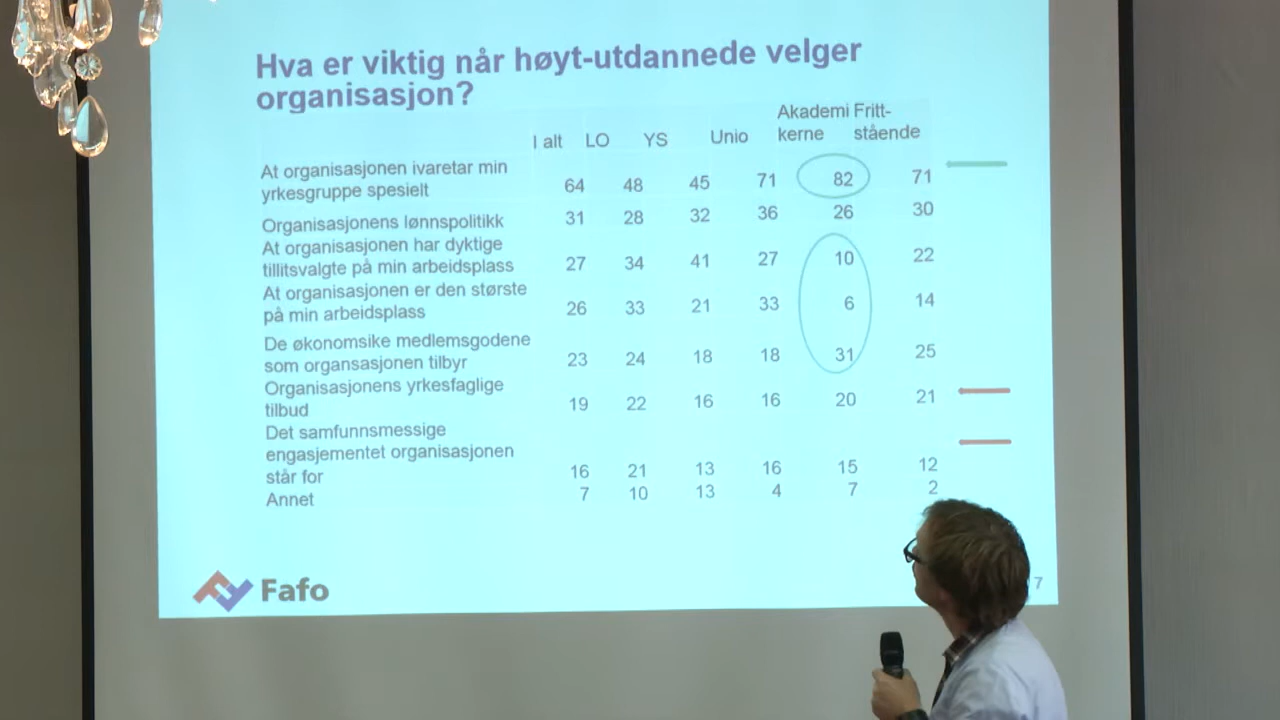 Hva er viktig når høyt-utdannede velger
organisasjon?
Akademi Fritt-
I alt LO YS Unio kerne stående
At organisasjonen ivaretar min
yrkesgruppe spesielt 64 48 45 71 82 71
Organisasjonens lønnspolitikk 31 28 32 36 26 30
At organisasjonen har dyktige
tillitsvalgte på min arbeidsplass 27 34 41 27 10 22
At organisasjonen er den største
på min arbeidsplass 26 33 21 33 6 14
De økonomsike medlemsgodene
som organsasjonen tilbyr 23 24 18 18 31 25
Organisasjonens yrkesfaglige
tilbud 19 22 16 16 20 21
Det samfunnsmessige
engasjementet organisasjonen
står for 16 21 13 16 15 12
Annet 7 10 13 4 7 2
Fafo
7